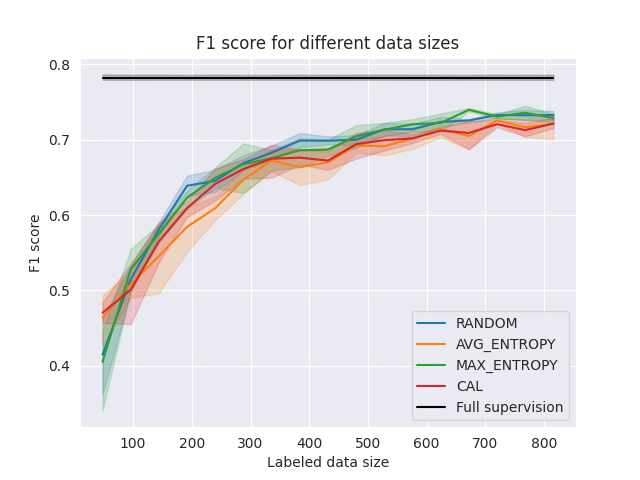 F1 score for different data sizes
0.8
0.7
0.6
0.5
0.4
F1 score
RANDOM
AVG_ENTROPY
MAX_ENTROPY
CAL
Full supervision
100 200 300 400 500 600 700 800
Labeled data size